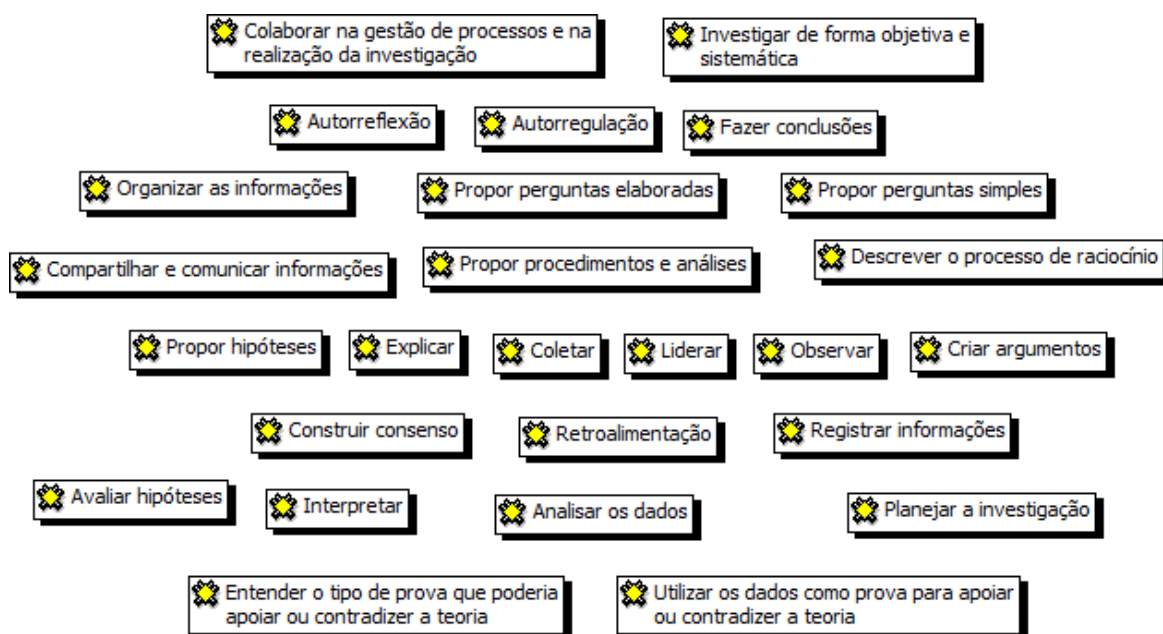 Colaborar na gestão de processos e na
realização da investigação
Investigar de forma objetiva e
sistemática
Autorreflexão
Autorregulação
Fazer conclusões
Organizar as informações
Propor perguntas elaboradas
Propor perguntas simples
Compartilhar e comunicar informações
Propor procedimentos e análises
Descrever o processo de raciocínio
Propor hipóteses
Explicar
Coletar
Liderar
Observar
Criar argumentos
Construir consenso
Retroalimentação
Registrar informações
Avaliar hipóteses
Interpretar
Analisar os dados
Planejar a investigação
Entender o tipo de prova que poderia
apoiar ou contradizer a teoria
Utilizar os dados como prova para apoiar
ou contradizer a teoria